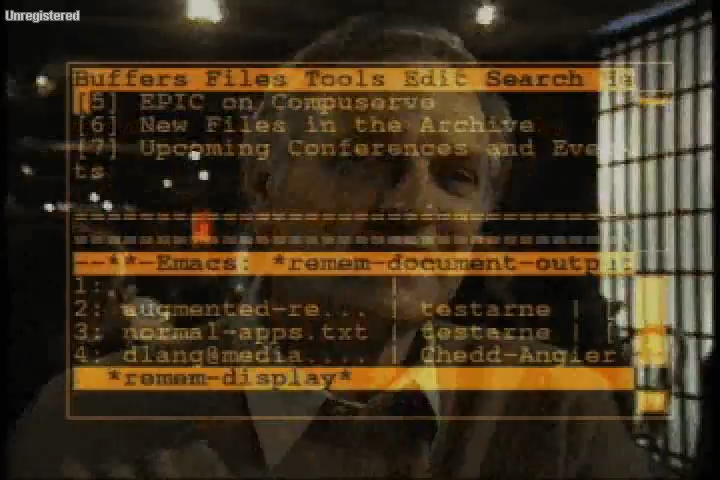 Unregistered
Buffers Files Tools Edit Search
[5] EPIC on Compuserve
[6] New Files in the Archive
[7] Upcoming Conferences and Eve
ts
==================================
==================================
--**-Emacs: *remem-document-outp
1:
2: augmented-re... | testarne |
3: normal-apps.txt | testarne |
4: dlang@media.... | Chedd-Angier
*remem-display*